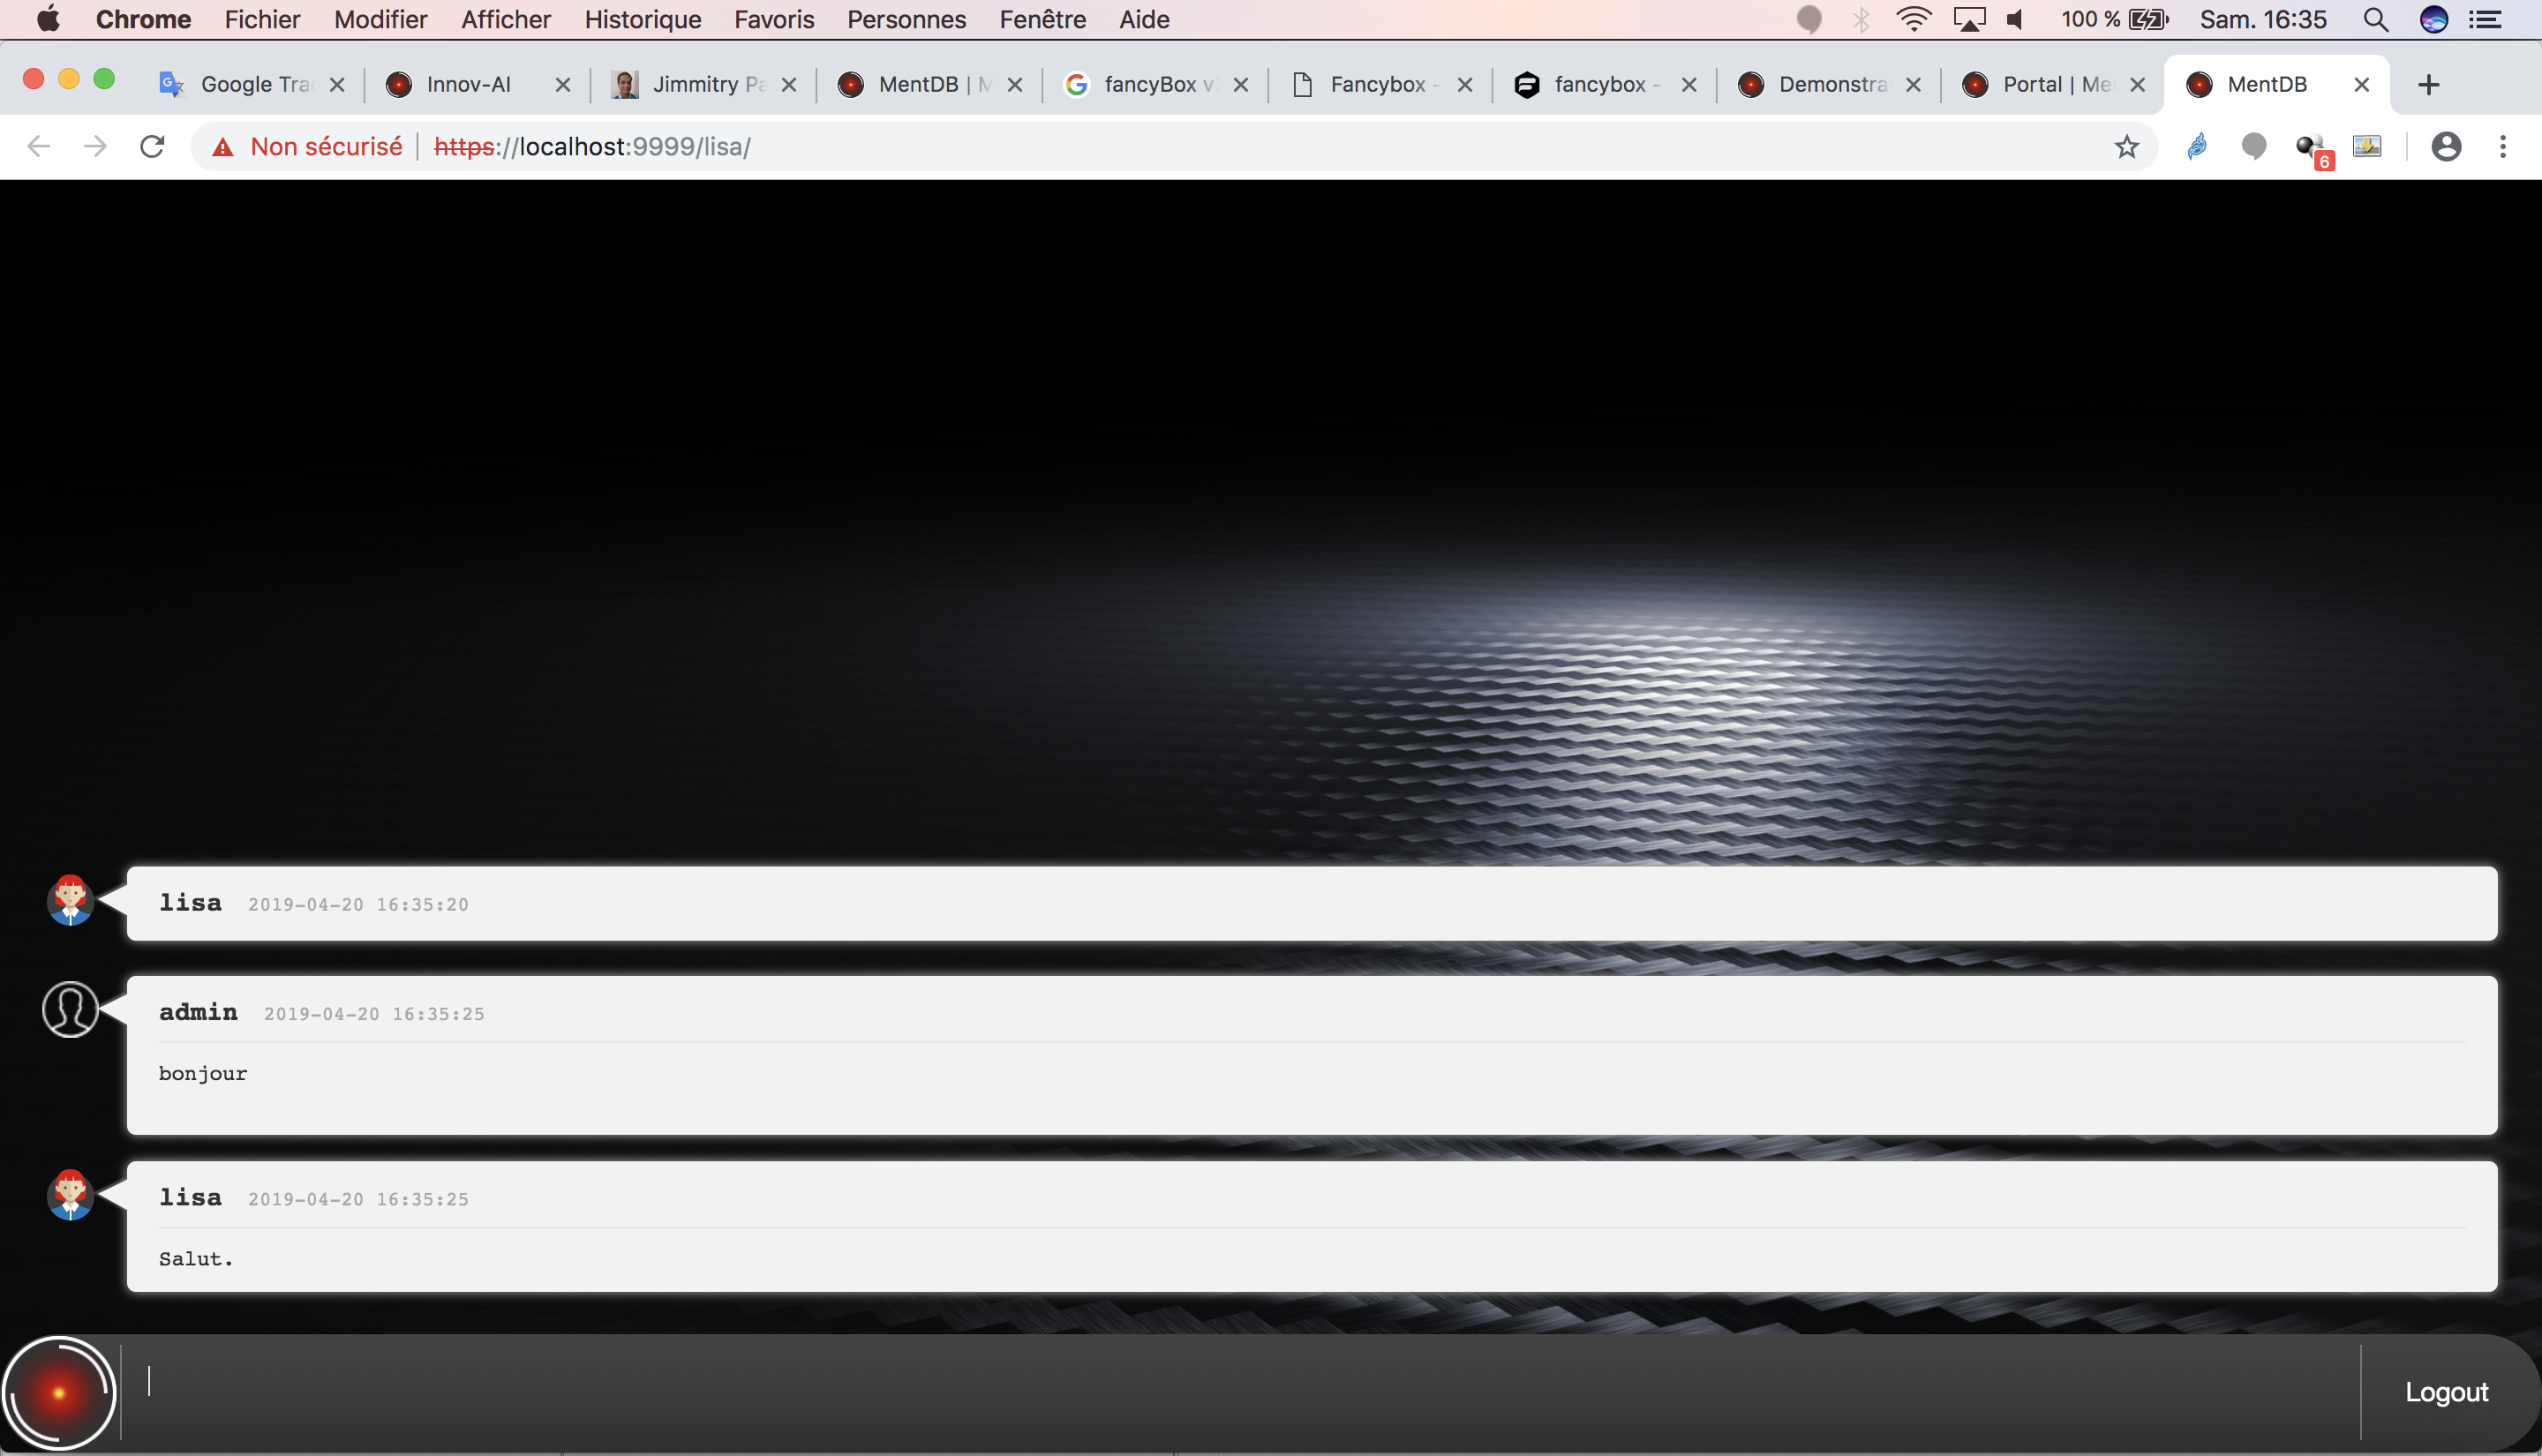 Chrome Fichier Modifier Afficher Historique Favoris Personnes Fenêtre Aide 100 % Sam. 16:35
Google Tra Innov-AI Jimmitry Pa MentDB | M fancyBox v Fancybox - fancybox - Demonstra Portal | Me MentDB
Non sécurisé https://localhost:9999/lisa/ 6
lisa 2019-04-20 16:35:20
admin 2019-04-20 16:35:25
bonjour
lisa 2019-04-20 16:35:25
Salut.
Logout